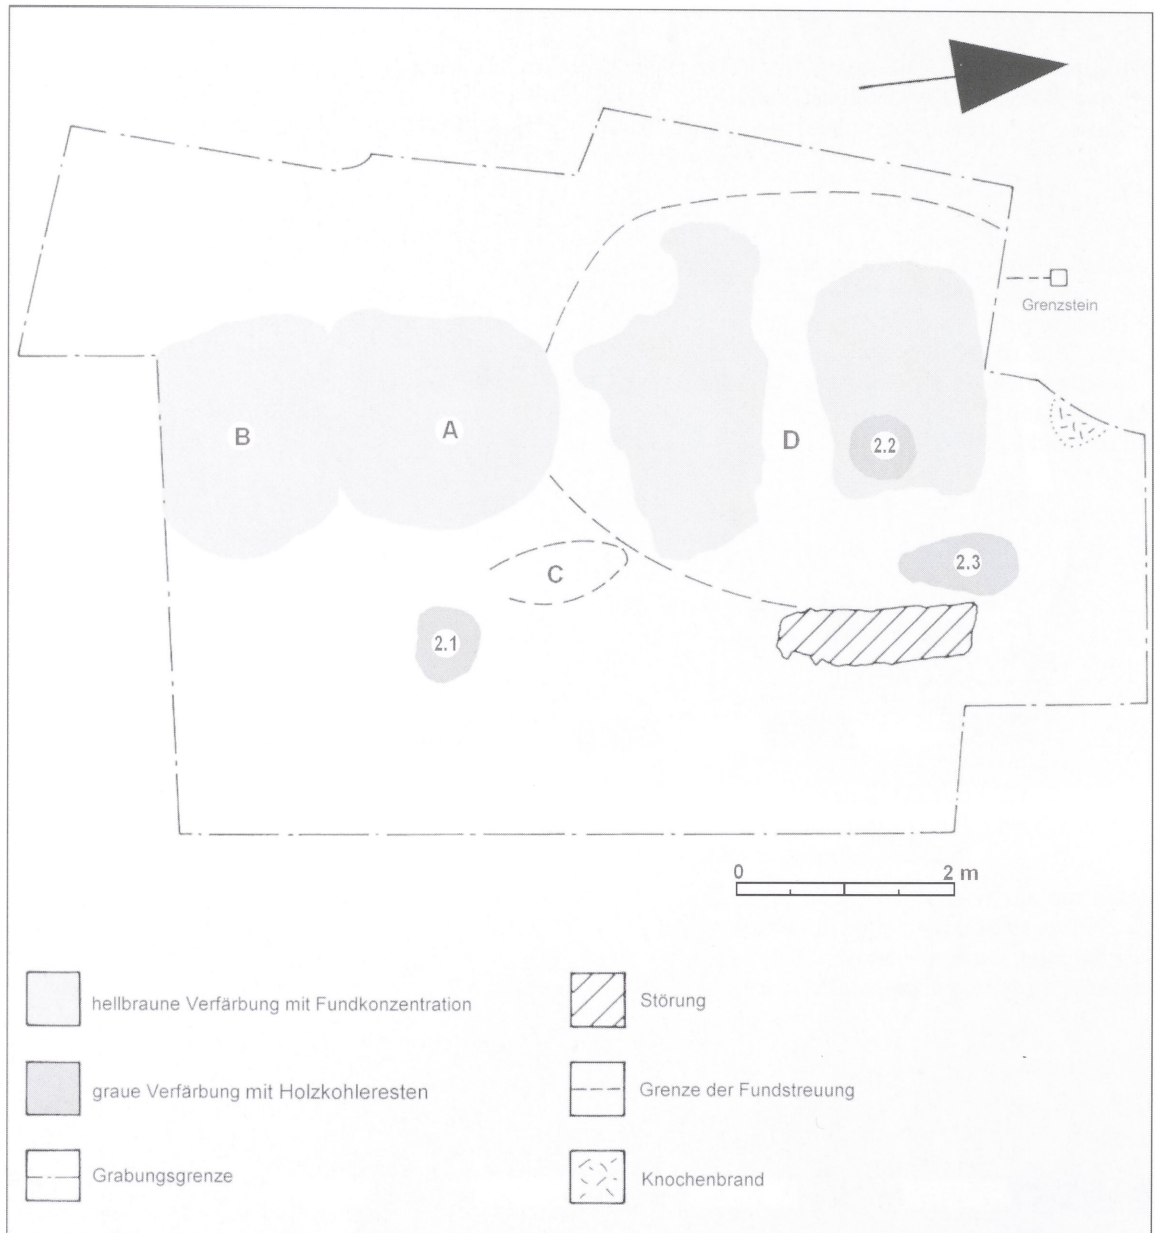 Grenzstein
B
A
D
2.2
C
2.3
2.1
0 2 m
hellbraune Verfärbung mit Fundkonzentration
Störung
graue Verfärbung mit Holzkohleresten
Grenze der Fundstreuung
Grabungsgrenze
Knochenbrand